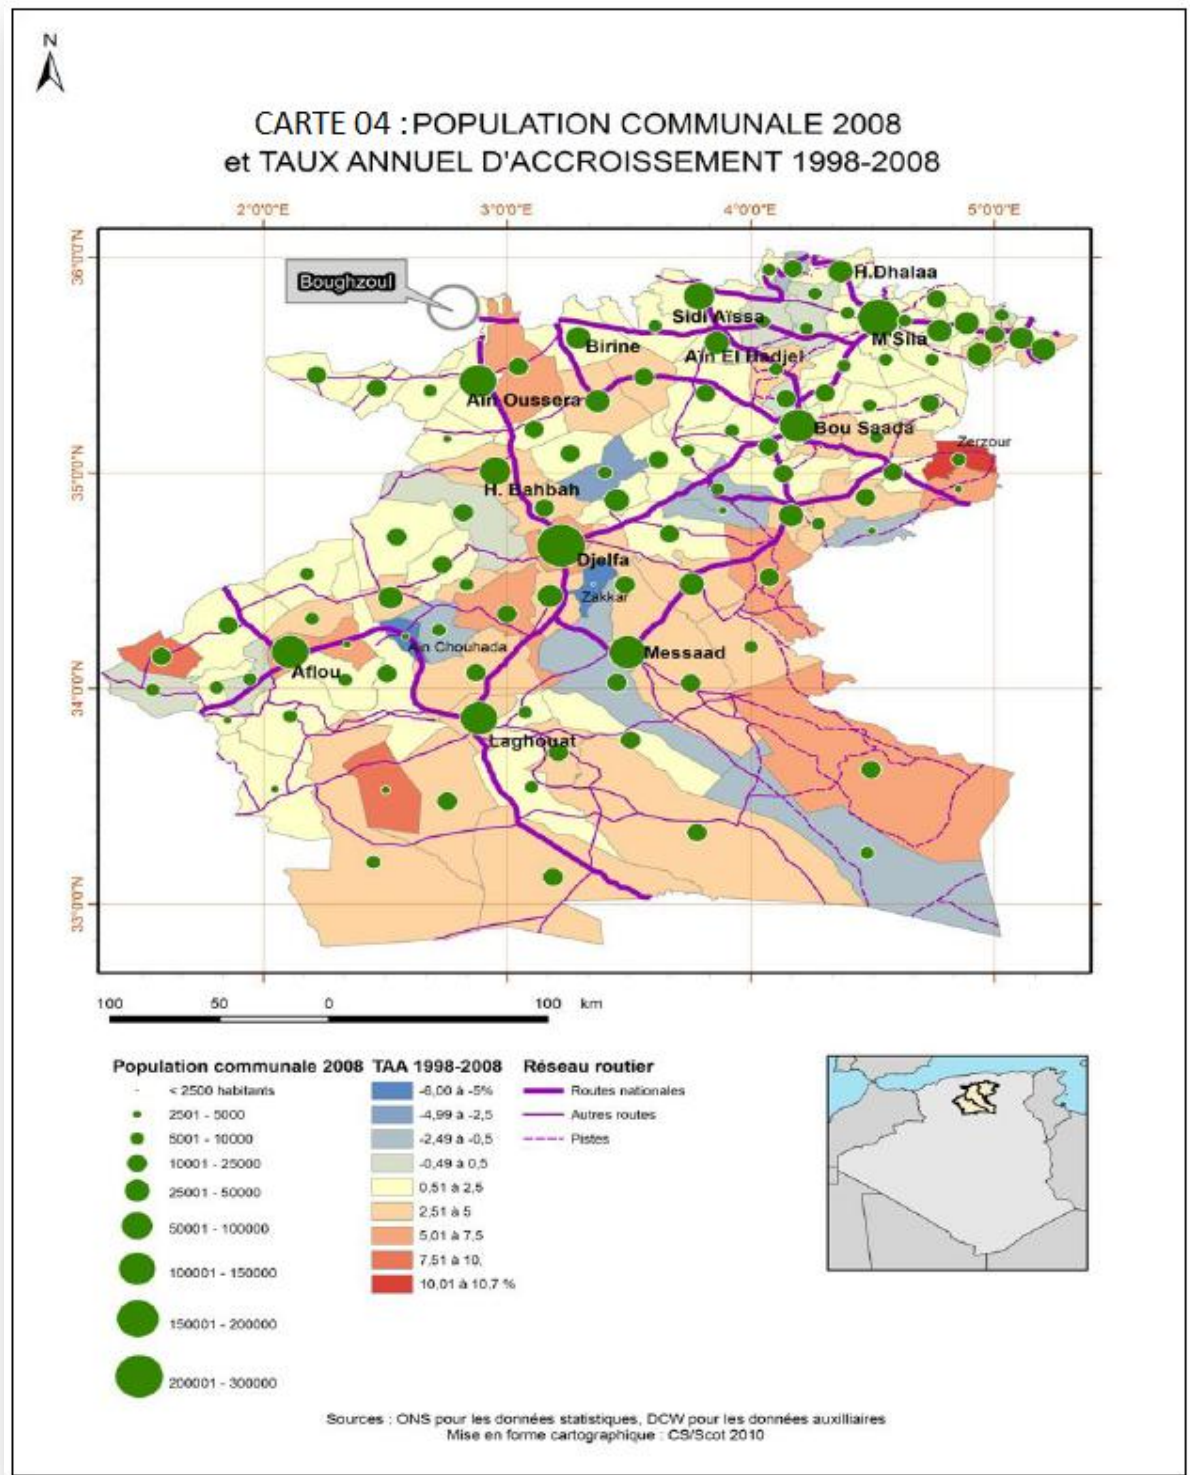 N
CARTE 04 : POPULATION COMMUNALE 2008
et TAUX ANNUEL D'ACCROISSEMENT 1998-2008
2°0'0"E 3°0'0"E 4°0'0"E 5°0'0"E
36°0'0"N
35°0'0"N
34°0'0"N
33°0'0"N
Boughzoul
H.Dhalaa
Sidi Aïssa
M'Sila
Birine
Aïn El Hadjel
Aïn Oussera
Bou Saada
Zerzour
H. Bahbah
Djelfa
Zakkar
Aïn Chouhada
Messaad
Aflou
Laghouat
100 50 0 100 km
Population communale 2008
< 2500 habitants
2501 - 5000
5001 - 10000
10001 - 25000
25001 - 50000
50001 - 100000
100001 - 150000
150001 - 200000
200001 - 300000
TAA 1998-2008
-6,00 à -5%
-4,99 à -2,5
-2,49 à -0,5
-0,49 à 0,5
0,51 à 2,5
2,51 à 5
5,01 à 7,5
7,51 à 10,
10,01 à 10,7 %
Réseau routier
Routes nationales
Autres routes
Pistes
Sources : ONS pour les données statistiques, DCW pour les données auxilliaires
Mise en forme cartographique : CS/Scot 2010